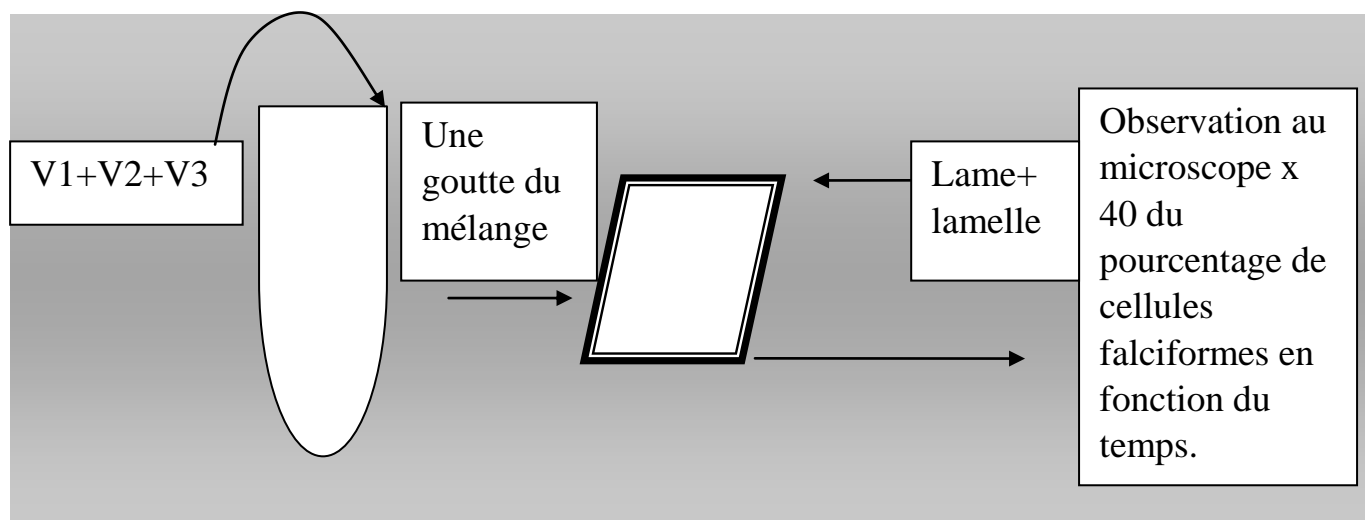 V1+V2+V3
Une
goutte du
mélange
Lame+
lamelle
Observation au
microscope x
40 du
pourcentage de
cellules
falciformes en
fonction du
temps.